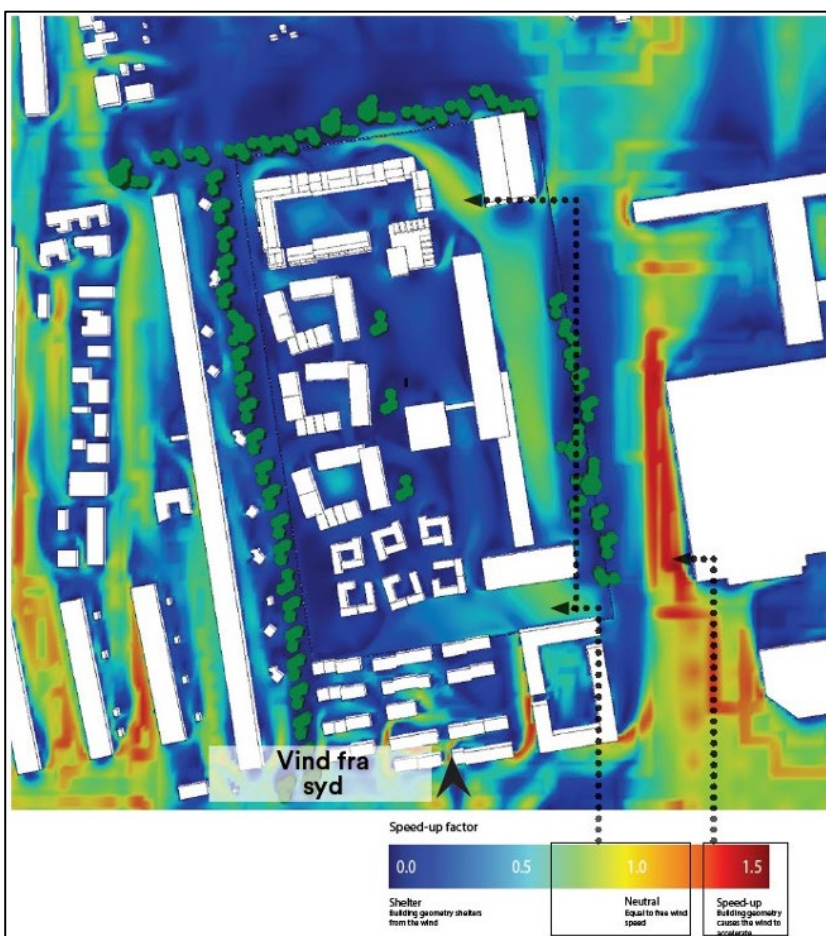 Vind fra
syd
Speed-up factor
0.0 0.5 1.0 1.5
Shelter
Building geometry shelters
from the wind
Neutral
Equal to free wind
speed
Speed-up
Building geometry
causes the wind to
accelerate